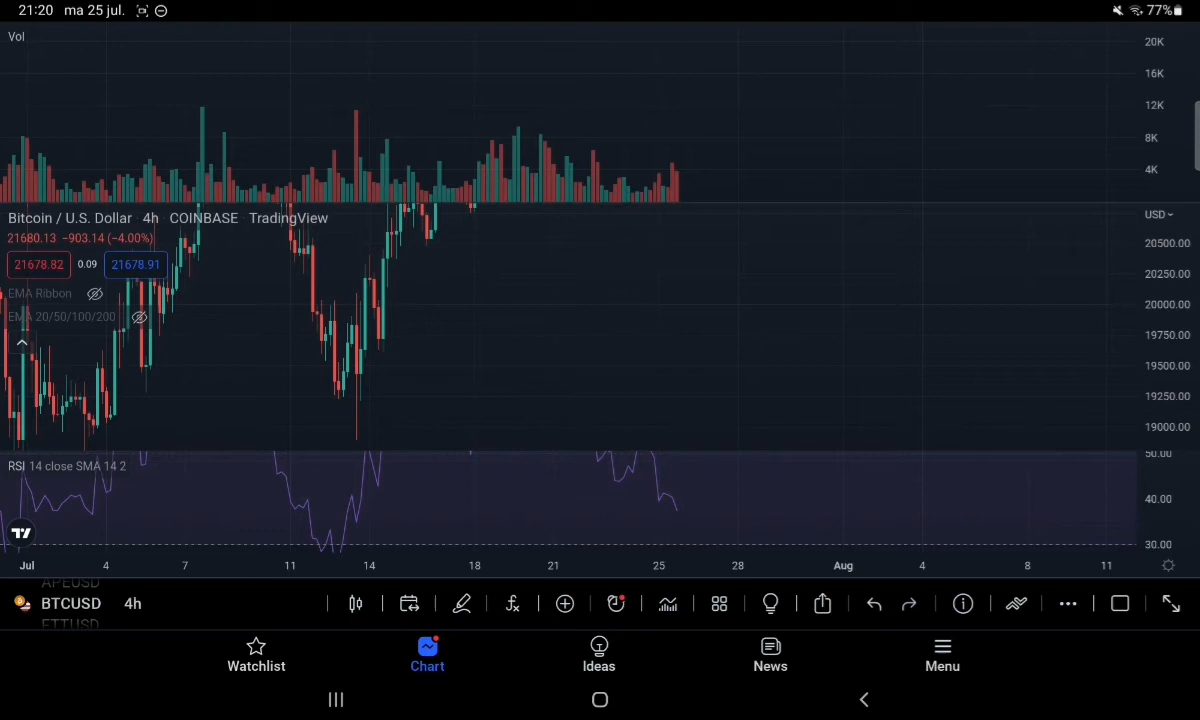 21:20 ma 25 jul. 77%
Vol
20K
16K
12K
8K
4K
Bitcoin / U.S. Dollar 4h COINBASE TradingView
USD
21680.13 −903.14 (−4.00%)
20500.00
21678.82 0.09 21678.91
20250.00
EMA Ribbon
20000.00
EMA 20/50/100/200
19750.00
19500.00
19250.00
19000.00
50.00
RSI 14 close SMA 14 2
40.00
30.00
Jul 4 7 11 14 18 21 25 28 Aug 4 8 11
APEUSD
BTCUSD 4h
ETTUSD
Watchlist Chart Ideas News Menu